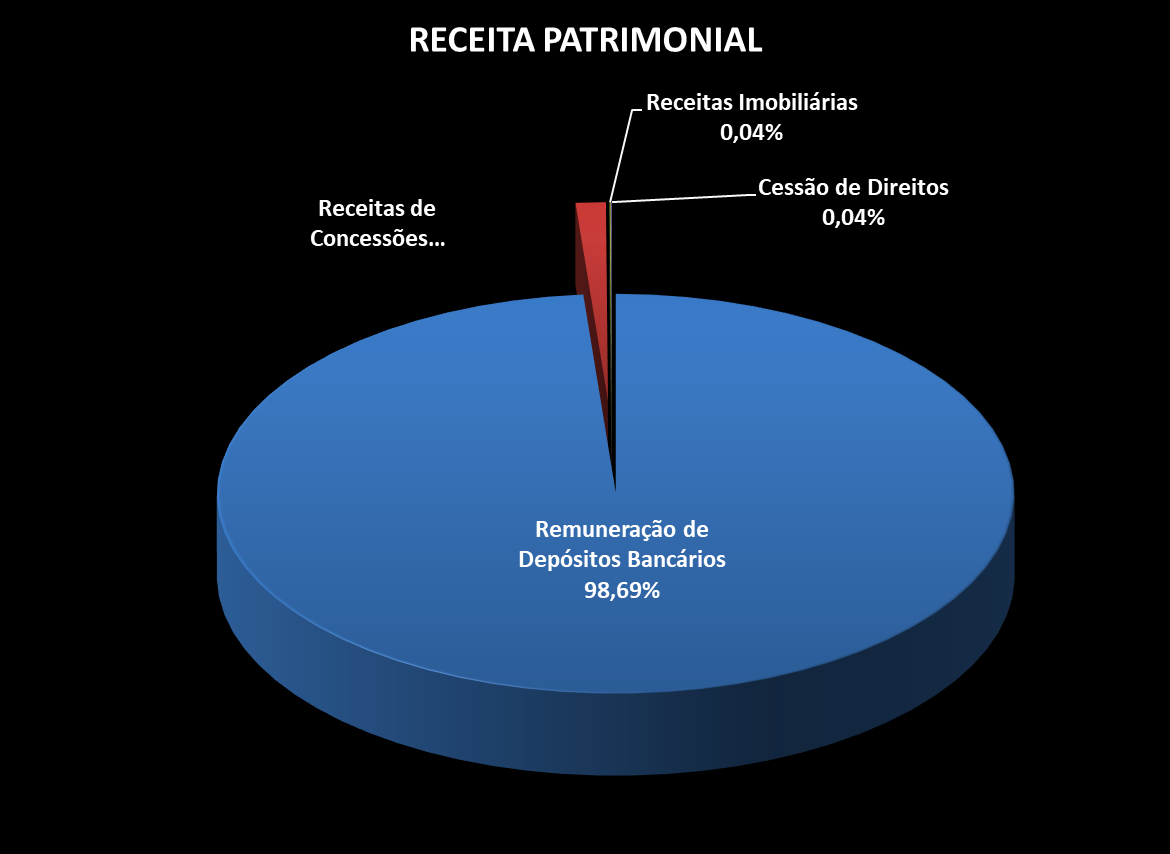 RECEITA PATRIMONIAL
Receitas Imobiliárias
0,04%
Cessão de Direitos
0,04%
Receitas de
Concessões...
Remuneração de
Depósitos Bancários
98,69%